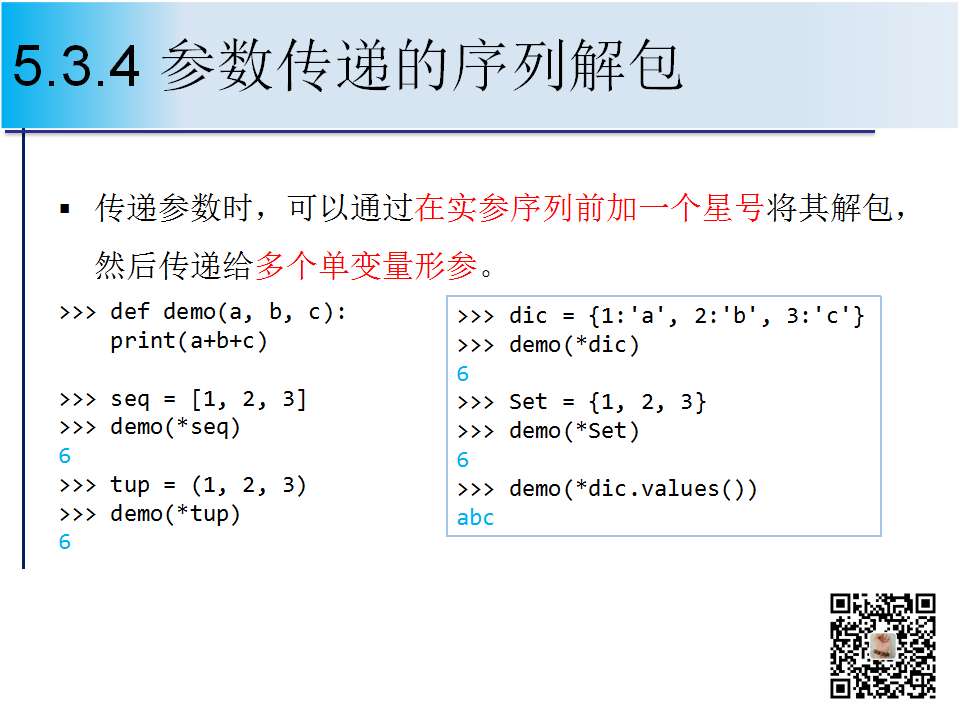 5.3.4 参数传递的序列解包
▪ 传递参数时，可以通过在实参序列前加一个星号将其解包，
然后传递给多个单变量形参。
>>> def demo(a, b, c):
    print(a+b+c)
>>> seq = [1, 2, 3]
>>> demo(*seq)
6
>>> tup = (1, 2, 3)
>>> demo(*tup)
6
>>> dic = {1:'a', 2:'b', 3:'c'}
>>> demo(*dic)
6
>>> Set = {1, 2, 3}
>>> demo(*Set)
6
>>> demo(*dic.values())
abc